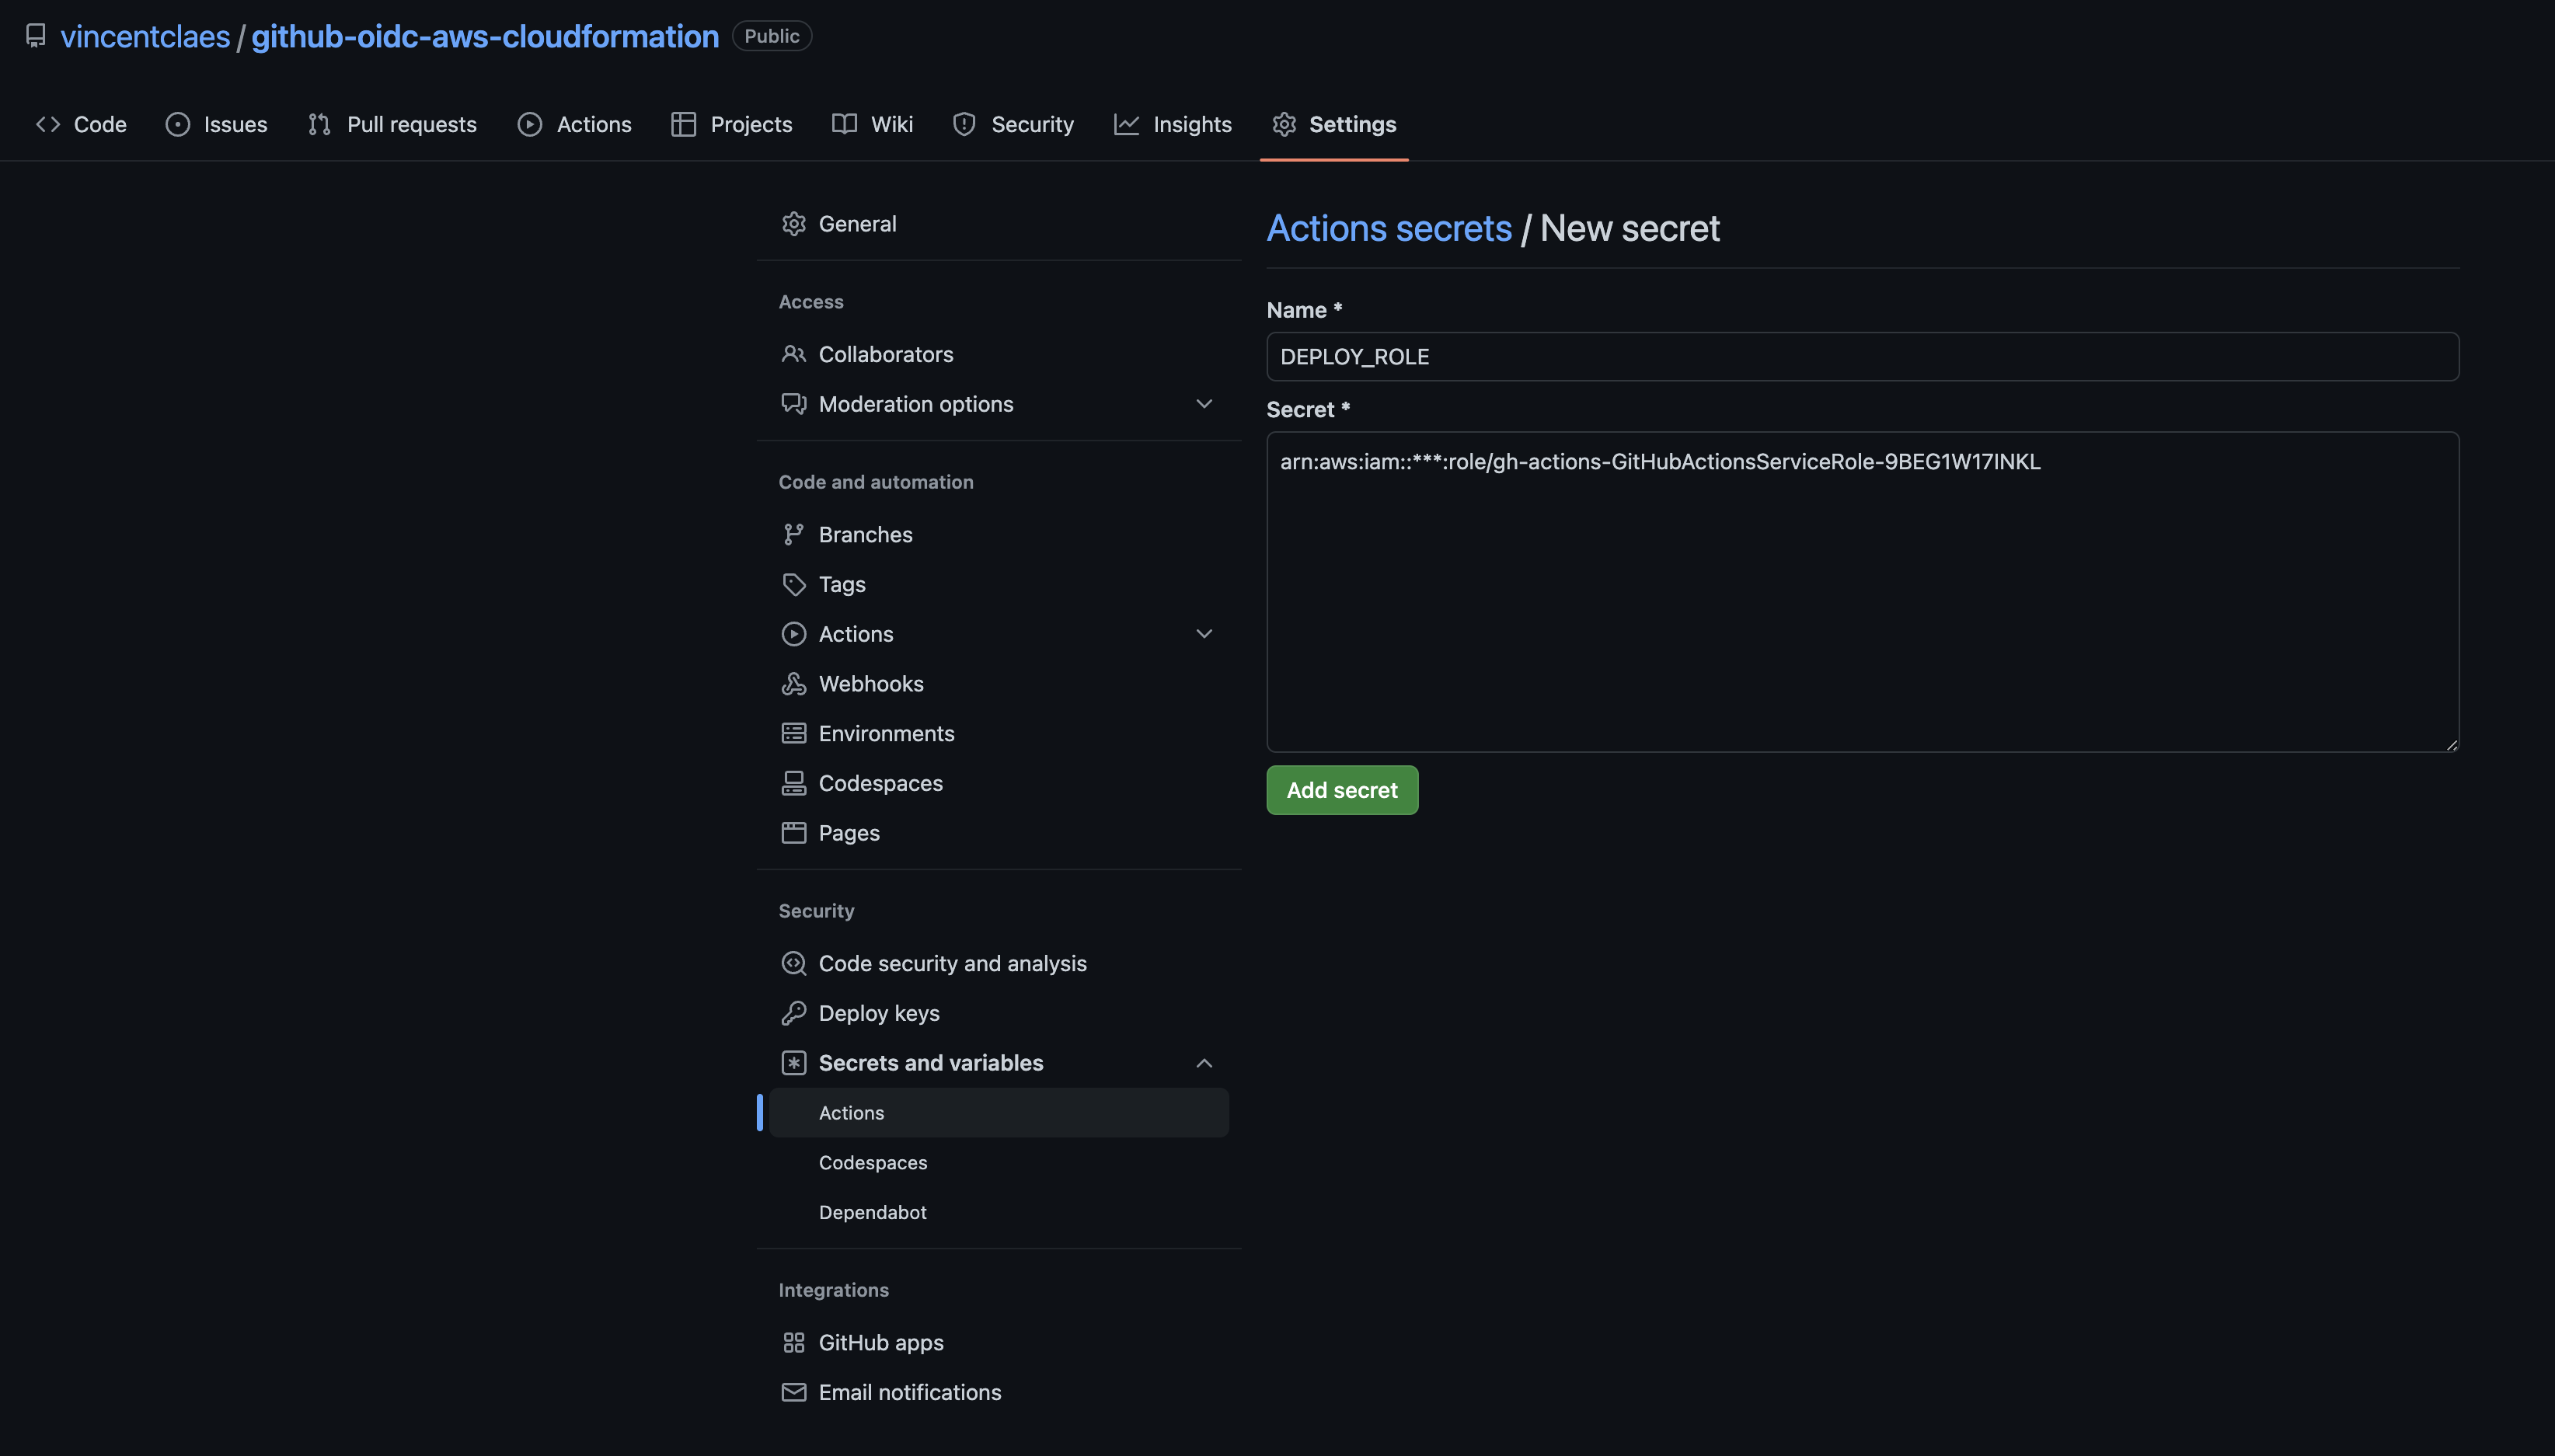 vincentclaes / github-oidc-aws-cloudformation Public
Code Issues Pull requests Actions Projects Wiki Security Insights Settings
General
Access
Collaborators
Moderation options
Code and automation
Branches
Tags
Actions
Webhooks
Environments
Codespaces
Pages
Security
Code security and analysis
Deploy keys
Secrets and variables
Actions
Codespaces
Dependabot
Integrations
GitHub apps
Email notifications
Actions secrets / New secret
Name *
DEPLOY_ROLE
Secret *
arn:aws:iam::***:role/gh-actions-GitHubActionsServiceRole-9BEG1W17INKL
Add secret